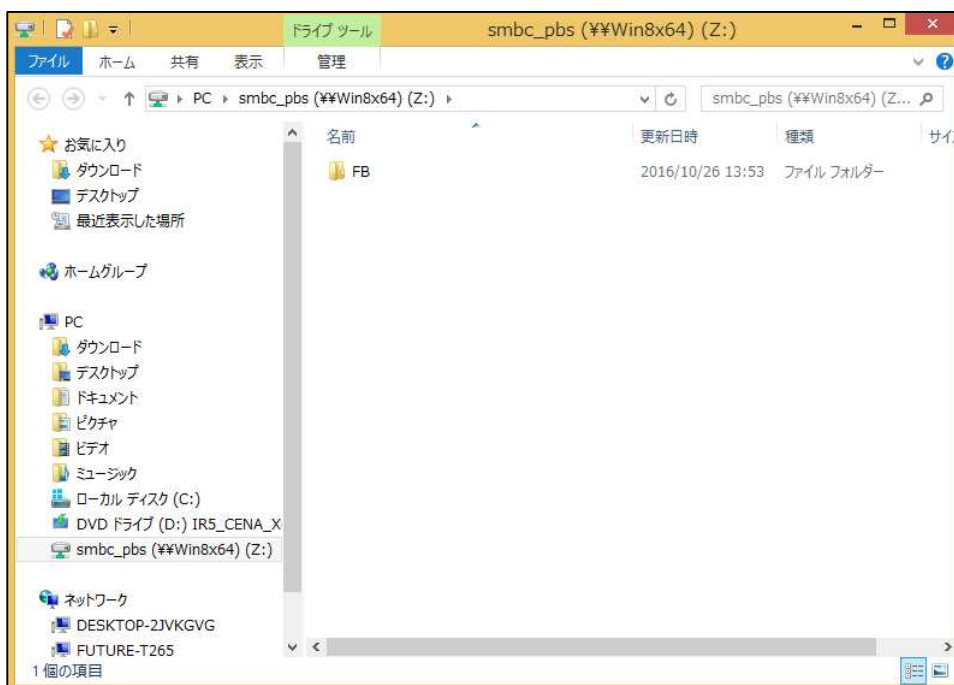 ドライブ ツール
smbc_pbs (¥¥Win8x64) (Z:)
ファイル ホーム 共有 表示 管理
PC smbc_pbs (¥¥Win8x64) (Z:)
smbc_pbs (¥¥Win8x64) (Z...
名前 更新日時 種類 サイ
FB 2016/10/26 13:53 ファイル フォルダー
お気に入り
ダウンロード
デスクトップ
最近表示した場所
ホームグループ
PC
ダウンロード
デスクトップ
ドキュメント
ピクチャ
ビデオ
ミュージック
ローカル ディスク (C:)
DVD ドライブ (D:) IR5_CENA_X
smbc_pbs (¥¥Win8x64) (Z:)
ネットワーク
DESKTOP-2JVKGVG
FUTURE-T265
1 個の項目